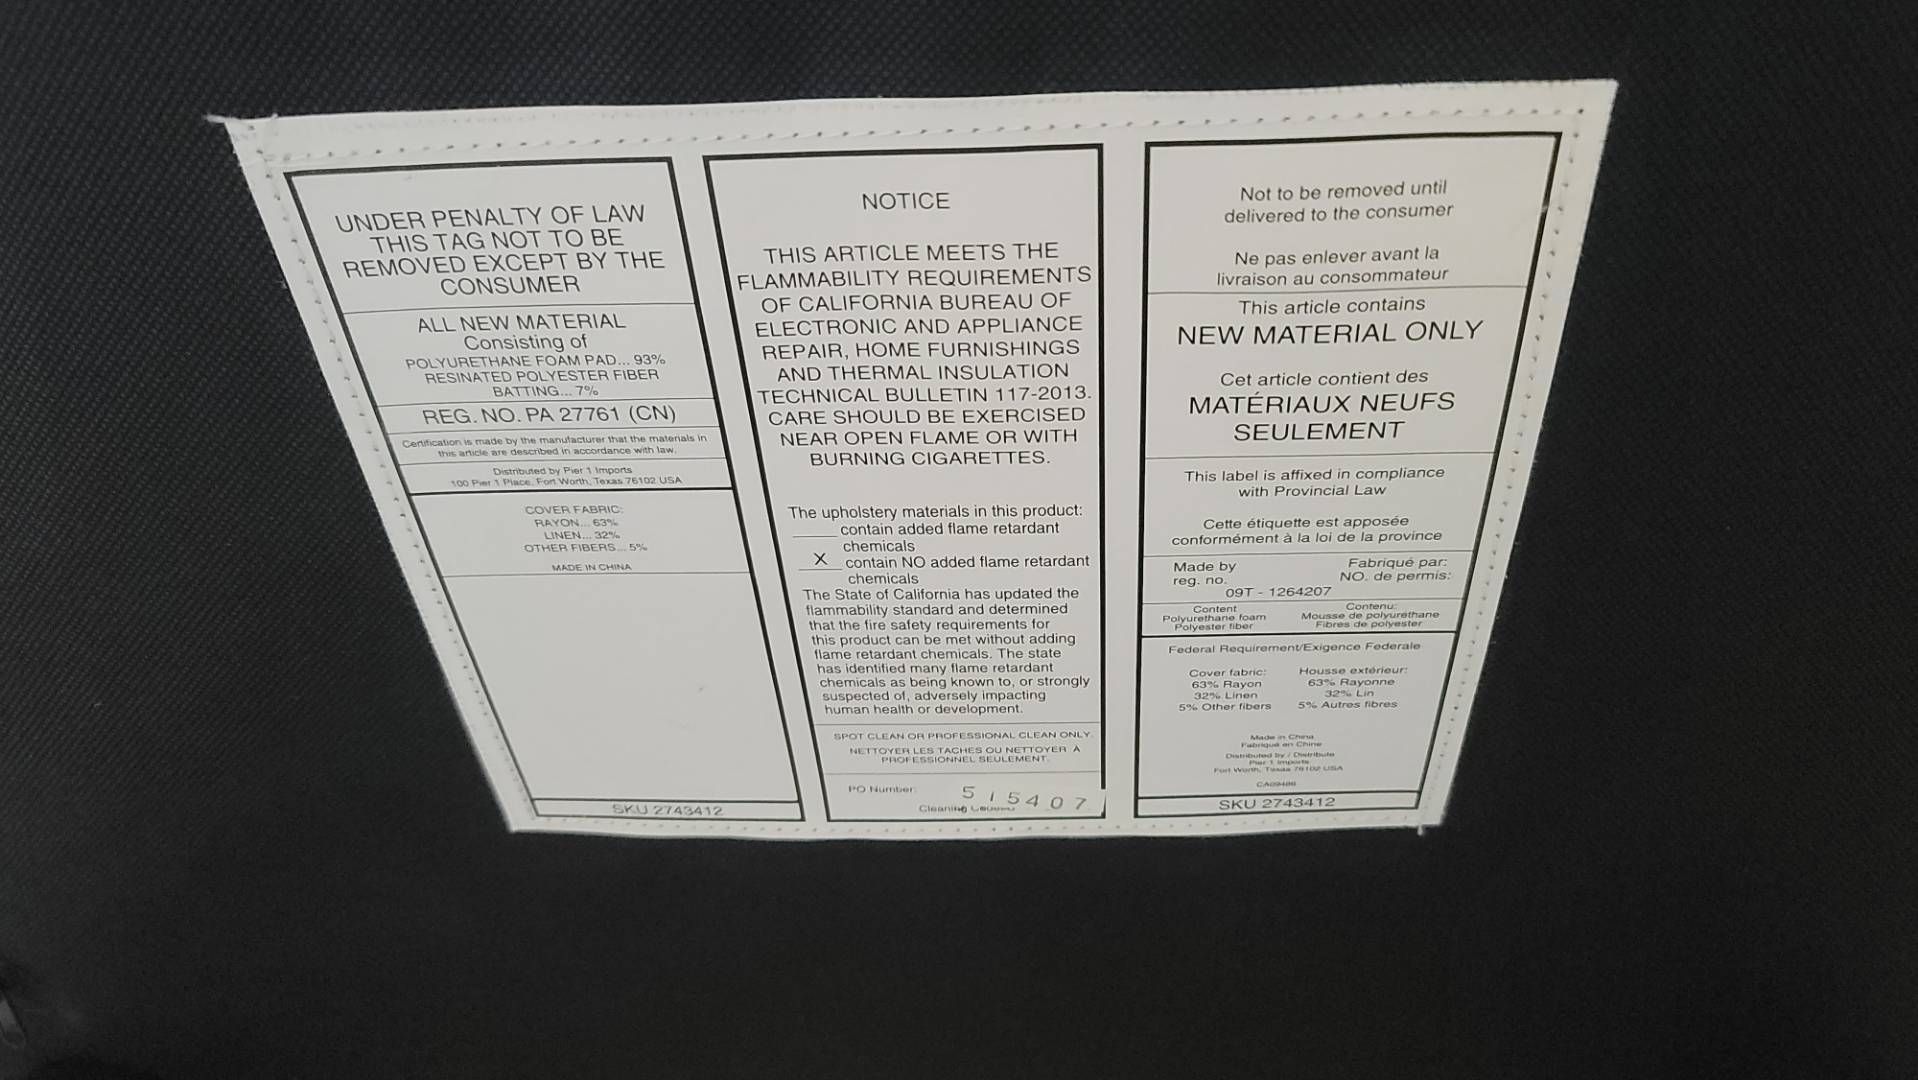 UNDER PENALTY OF LAW
THIS TAG NOT TO BE
REMOVED EXCEPT BY THE
CONSUMER
ALL NEW MATERIAL
Consisting of
POLYURETHANE FOAM PAD... 93%
RESINATED POLYESTER FIBER
BATTING... 7%
REG. NO. PA 27761 (CN)
Certification is made by the manufacturer that the materials in
this article are described in accordance with law.
Distributed by Pier 1 Imports
100 Pier 1 Place, Fort Worth, Texas 76102 USA
COVER FABRIC:
RAYON... 63%
LINEN... 32%
OTHER FIBERS... 5%
MADE IN CHINA
SKU 2743412
NOTICE
THIS ARTICLE MEETS THE
FLAMMABILITY REQUIREMENTS
OF CALIFORNIA BUREAU OF
ELECTRONIC AND APPLIANCE
REPAIR, HOME FURNISHINGS
AND THERMAL INSULATION
TECHNICAL BULLETIN 117-2013.
CARE SHOULD BE EXERCISED
NEAR OPEN FLAME OR WITH
BURNING CIGARETTES.
The upholstery materials in this product:
_____ contain added flame retardant
chemicals
X contain NO added flame retardant
chemicals
The State of California has updated the
flammability standard and determined
that the fire safety requirements for
this product can be met without adding
flame retardant chemicals. The state
has identified many flame retardant
chemicals as being known to, or strongly
suspected of, adversely impacting
human health or development.
SPOT CLEAN OR PROFESSIONAL CLEAN ONLY.
NETTOYER LES TACHES OU NETTOYER À
PROFESSIONNEL SEULEMENT.
PO Number: 515407
Cleaning
Not to be removed until
delivered to the consumer
Ne pas enlever avant la
livraison au consommateur
This article contains
NEW MATERIAL ONLY
Cet article contient des
MATÉRIAUX NEUFS
SEULEMENT
This label is affixed in compliance
with Provincial Law
Cette étiquette est apposée
conformément à la loi de la province
Made by Fabriqué par:
reg. no. NO. de permis:
09T - 1264207
Content Contenu:
Polyurethane foam Mousse de polyuréthane
Polyester fiber Fibres de polyester
Federal Requirement/Exigence Federale
Cover fabric: Housse extérieur:
63% Rayon 63% Rayonne
32% Linen 32% Lin
5% Other fibers 5% Autres fibres
Made in China
Fabriqué en Chine
Distributed by / Distribute
Pier 1 Imports
Fort Worth, Texas 76102 USA
CA09486
SKU 2743412